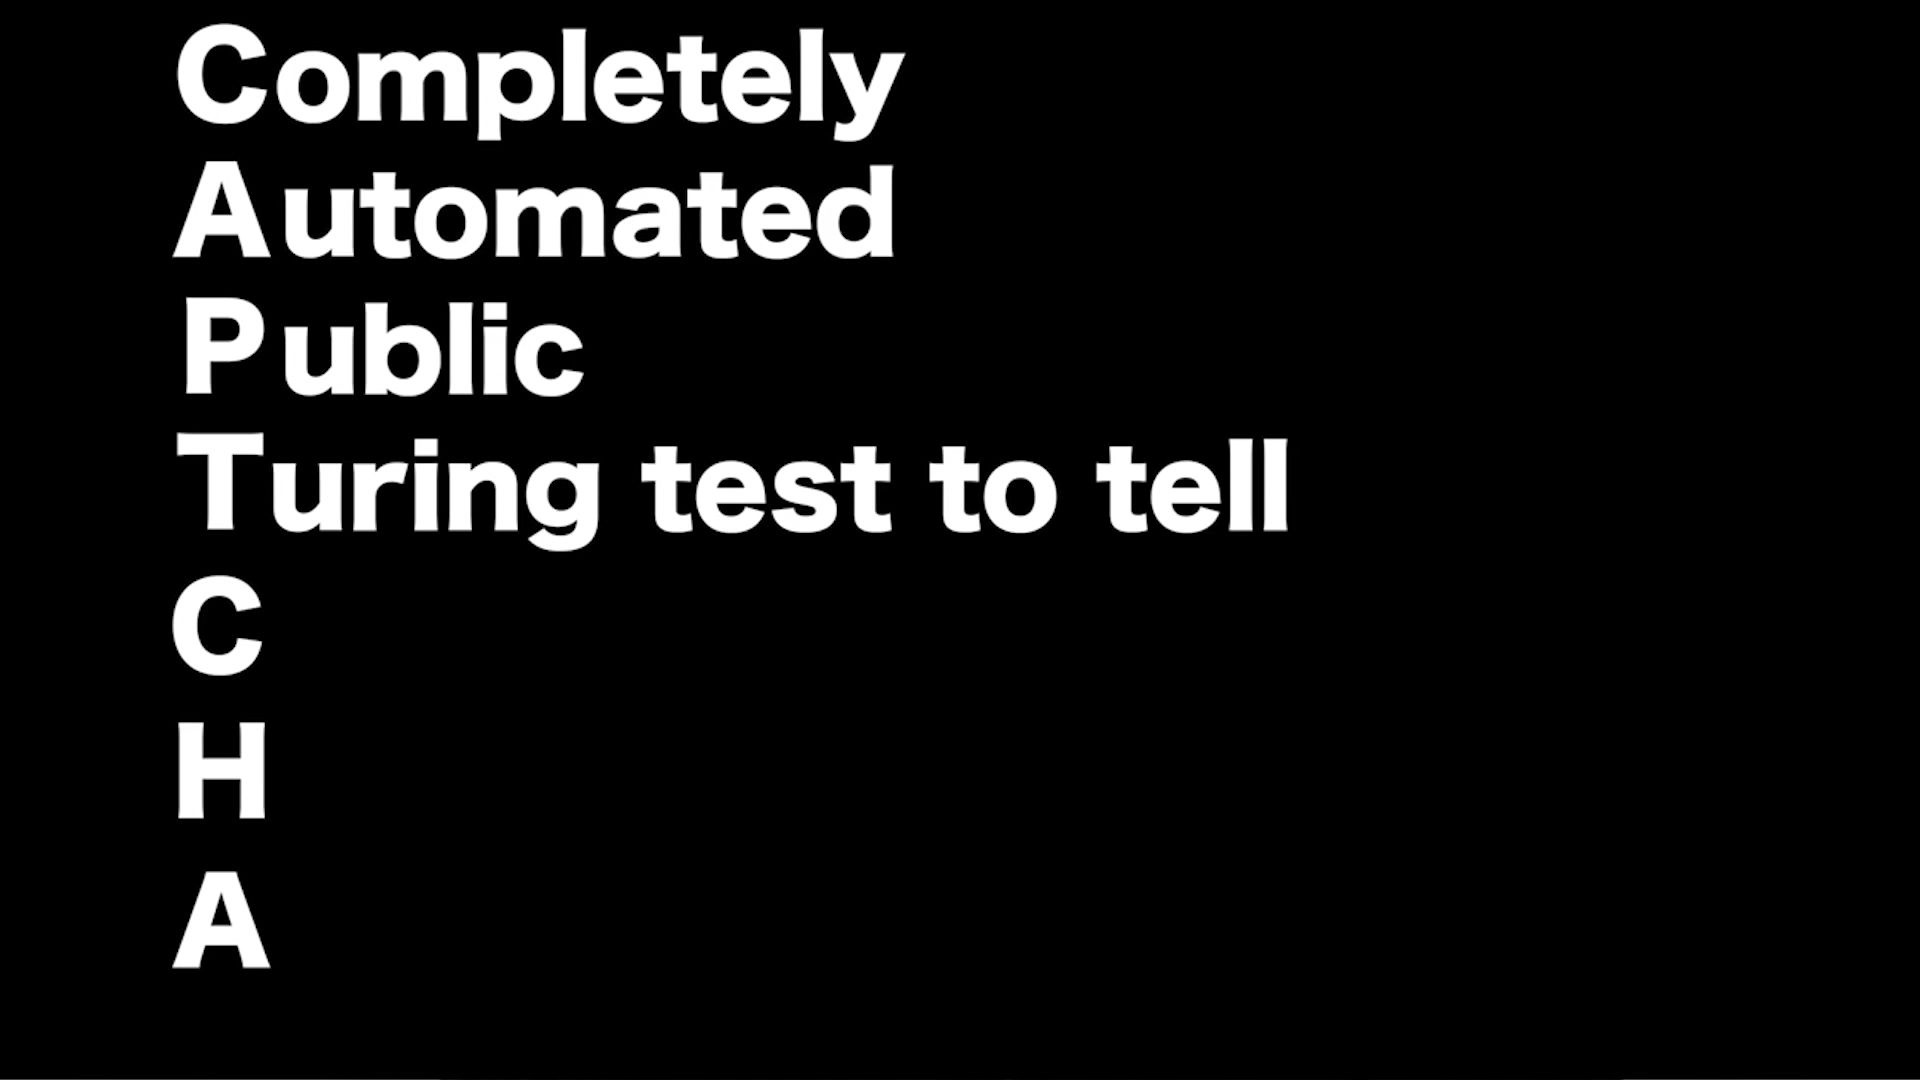 Completely
Automated
Public
Turing test to tell
C
H
A